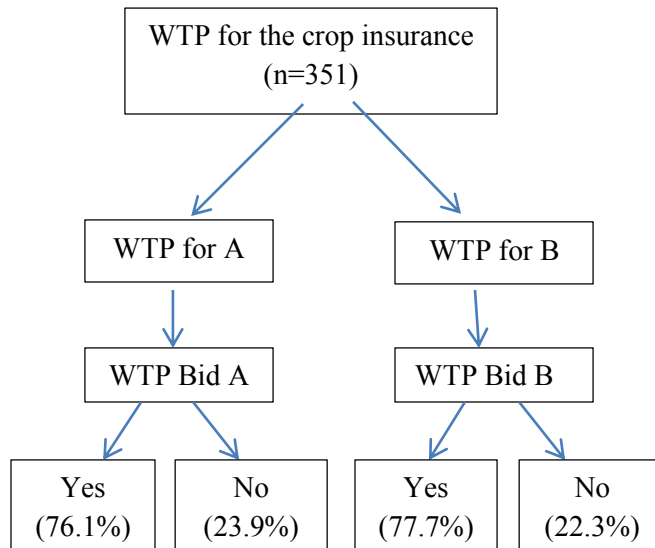 WTP for the crop insurance
(n=351)
WTP for A
WTP for B
WTP Bid A
WTP Bid B
Yes
(76.1%)
No
(23.9%)
Yes
(77.7%)
No
(22.3%)